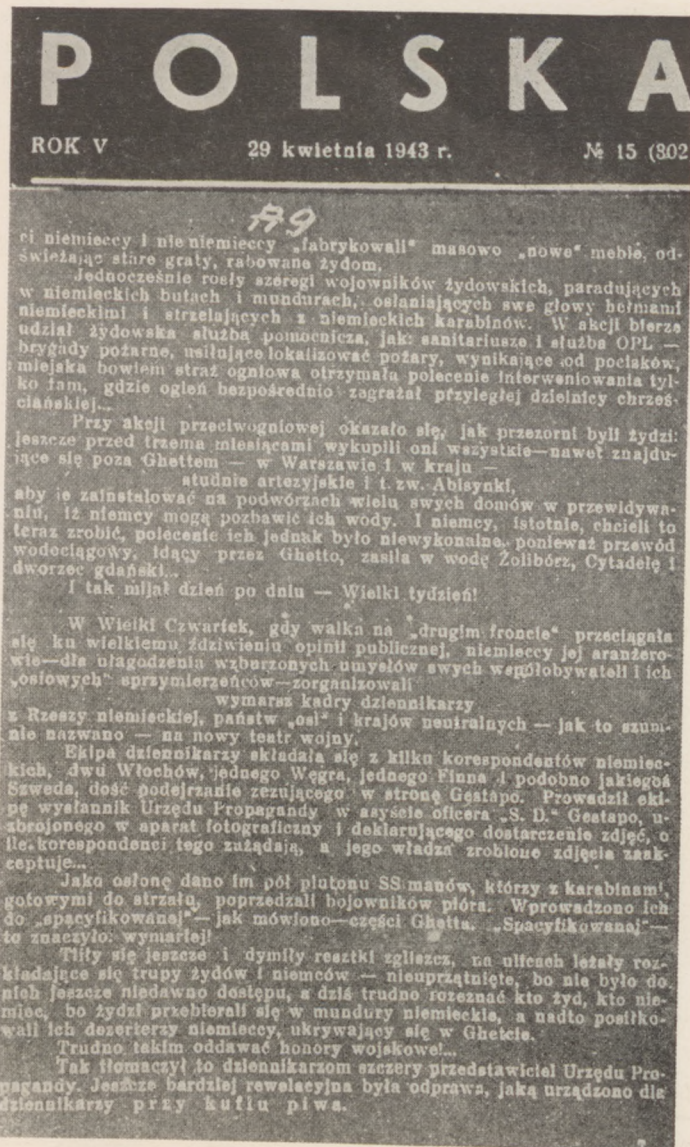 POLSKA
ROK V 29 kwietnia 1943 r. № 15 (302
A9
ci niemieccy i nie niemieccy „fabrykowali“ masowo „nowe“ meble, od-
świeżając stare graty, rabowane żydom.
Jednocześnie rosły szeregi wojowników żydowskich, paradujących
w niemieckich butach i mundurach, osłaniających swe głowy hełmami
niemieckimi i strzelających z niemieckich karabinów. W akcji bierze
udział żydowska służba pomocnicza, jak: sanitariusze i służba OPL —
brygady pożarne, usiłujące lokalizować pożary, wynikające od pocisków,
miejska bowiem straż ogniowa otrzymała polecenie interweniowania tyl-
ko tam, gdzie ogień bezpośrednio zagrażał przyległej dzielnicy chrześ-
ciańskiej...
Przy akcji przeciwogniowej okazało się, jak przezorni byli żydzi:
jeszcze przed trzema miesiącami wykupili oni wszystkie—nawet znajdu-
jące się poza Ghettem — w Warszawie i w kraju —
studnie artezyjskie i t. zw. Abisynki,
aby je zainstalować na podwórzach wielu swych domów w przewidywa-
niu, iż niemcy mogą pozbawić ich wody. I niemcy, istotnie, chcieli to
teraz zrobić, polecenie ich jednak było niewykonalne, ponieważ przewód
wodociągowy, idący przez Ghetto, zasila w wodę Żolibórz, Cytadelę i
dworzec gdański...
I tak mijał dzień po dniu — Wielki tydzień!
W Wielki Czwartek, gdy walka na „drugim froncie“ przeciągała
się ku wielkiemu zdziwieniu opinii publicznej, niemieccy jej aranżero-
wie—dla ułagodzenia wzburzonych umysłów swych współobywateli i ich
„osiowych“ sprzymierzeńców—zorganizowali
wymarsz kadry dziennikarzy
z Rzeszy niemieckiej, państw „osi“ i krajów neutralnych — jak to szum-
nie nazwano — na nowy teatr wojny.
Ekipa dziennikarzy składała się z kilku korespondentów niemiec-
kich, dwu Włochów, jednego Węgra, jednego Finna i podobno jakiegoś
Szweda, dość podejrzanie zezującego w stronę Gestapo. Prowadził eki-
pę wysłannik Urzędu Propagandy w asyście oficera „S. D.“ Gestapo, u-
zbrojonego w aparat fotograficzny i deklarującego dostarczenie zdjęć, o
ile korespondenci tego zażądają, a jego władza zrobione zdjęcia zaak-
ceptuje...
Jako osłonę dano im pół plutonu SS manów, którzy z karabinami,
gotowymi do strzału, poprzedzali bojowników pióra. Wprowadzono ich
do „spacyfikowanej“—jak mówiono—części Ghetta. „Spacyfikowanej“—
to znaczyło: wymarłej!
Tliły się jeszcze i dymiły resztki zgliszcz, na ulicach leżały roz-
kładające się trupy żydów i niemców — nieuprzątnięte, bo nie było do
nich jeszcze niedawno dostępu, a dziś trudno rozeznać kto żyd, kto nie-
miec, bo żydzi przebierali się w mundury niemieckie, a nadto posiłko-
wali ich dezerterzy niemieccy, ukrywający się w Ghetcie.
Trudno takim oddawać honory wojskowe!...
Tak tłomaczył to dziennikarzom szczery przedstawiciel Urzędu Pro-
pagandy. Jeszcze bardziej rewelacyjna była odprawa, jaką urządzono dla
dziennikarzy przy kuflu piwa.